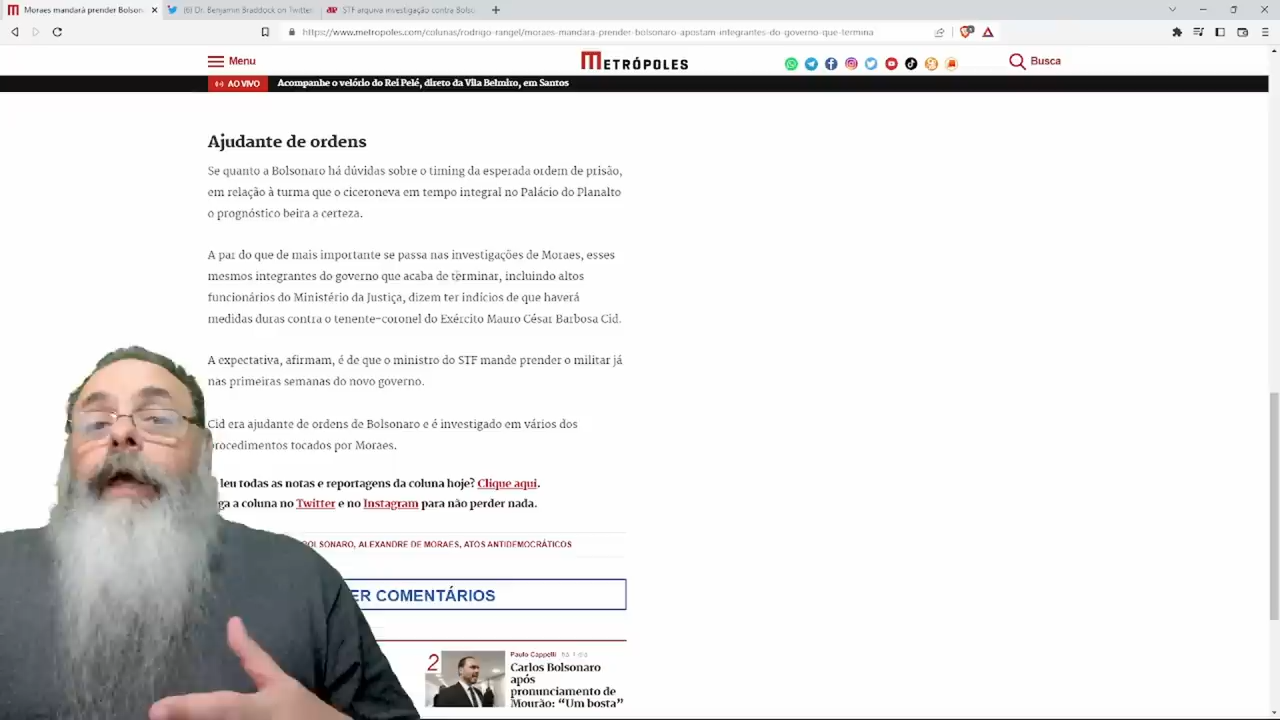 Moraes mandará prender Bolson
(6) Dr. Benjamin Braddock on Twitter
STF arquiva investigação contra Bolso
https://www.metropoles.com/colunas/rodrigo-rangel/moraes-mandara-prender-bolsonaro-apostam-integrantes-do-governo-que-termina
Menu
METRÓPOLES
Busca
AO VIVO
Acompanhe o velório do Rei Pelé, direto da Vila Belmiro, em Santos
Ajudante de ordens
Se quanto a Bolsonaro há dúvidas sobre o timing da esperada ordem de prisão,
em relação à turma que o ciceroneva em tempo integral no Palácio do Planalto
o prognóstico beira a certeza.
A par do que de mais importante se passa nas investigações de Moraes, esses
mesmos integrantes do governo que acaba de terminar, incluindo altos
funcionários do Ministério da Justiça, dizem ter indícios de que haverá
medidas duras contra o tenente-coronel do Exército Mauro César Barbosa Cid.
A expectativa, afirmam, é de que o ministro do STF mande prender o militar já
nas primeiras semanas do novo governo.
Cid era ajudante de ordens de Bolsonaro e é investigado em vários dos
procedimentos tocados por Moraes.
leu todas as notas e reportagens da coluna hoje? Clique aqui.
ga a coluna no Twitter e no Instagram para não perder nada.
BOLSONARO, ALEXANDRE DE MORAES, ATOS ANTIDEMOCRÁTICOS
ER COMENTÁRIOS
2
Paulo Cappelli
Carlos Bolsonaro
após
pronunciamento de
Mourão: “Um bosta”